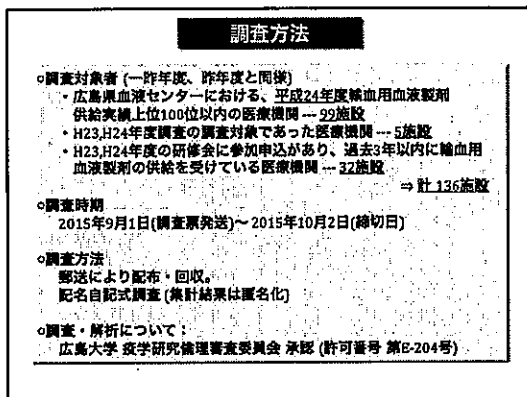 調査方法
○調査対象者 (一昨年度、昨年度と同様)
・広島県血液センターにおける、平成24年度輸血用血液製剤
供給実績上位100位以内の医療機関 --- 99施設
・H23,H24年度調査の調査対象であった医療機関 --- 5施設
・H23,H24年度の研修会に参加申込があり、過去3年以内に輸血用
血液製剤の供給を受けている医療機関 --- 32施設
⇒ 計 136施設
○調査時期
2015年9月1日(調査票発送)~ 2015年10月2日(締切日)
○調査方法
郵送により配布・回収。
記名自記式調査 (集計結果は匿名化)
○調査・解析について：
広島大学 疫学研究倫理審査委員会 承認 (許可番号 第E-204号)